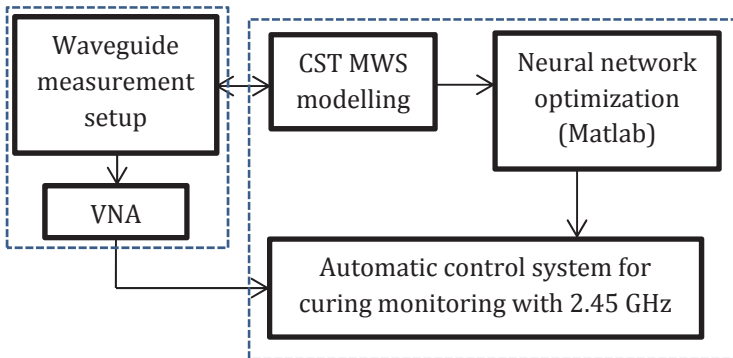 Waveguide
measurement
setup
CST MWS
modelling
Neural network
optimization
(Matlab)
VNA
Automatic control system for
curing monitoring with 2.45 GHz